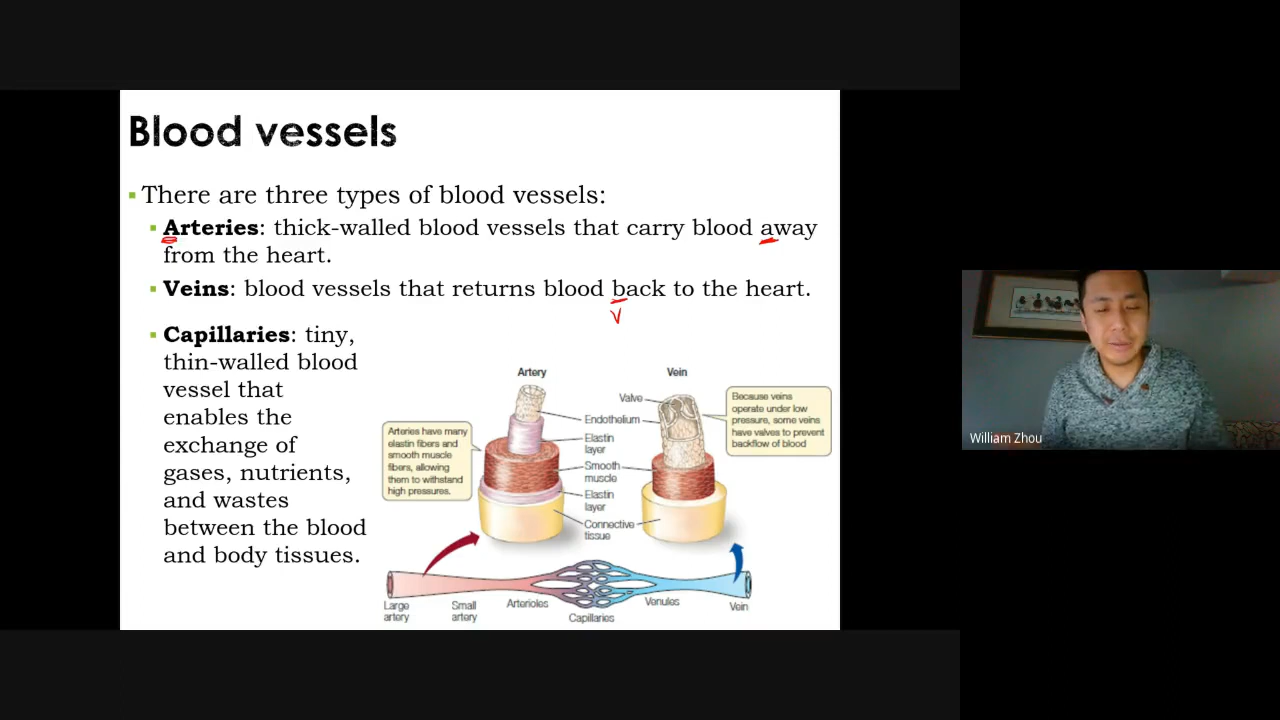 Blood vessels
There are three types of blood vessels:
Arteries: thick-walled blood vessels that carry blood away
from the heart.
Veins: blood vessels that returns blood back to the heart.
V
Capillaries: tiny,
thin-walled blood
vessel that
enables the
exchange of
gases, nutrients,
and wastes
between the blood
and body tissues.
Artery
Vein
Arteries have many
elastin fibers and
smooth muscle
fibers, allowing
them to withstand
high pressures.
Valve
Endothelium
Elastin
layer
Smooth
muscle
Elastin
layer
Connective
tissue
Because veins
operate under low
pressure, some veins
have valves to prevent
backflow of blood
Large
artery
Small
artery
Arterioles
Capillaries
Venules
Vein
William Zhou